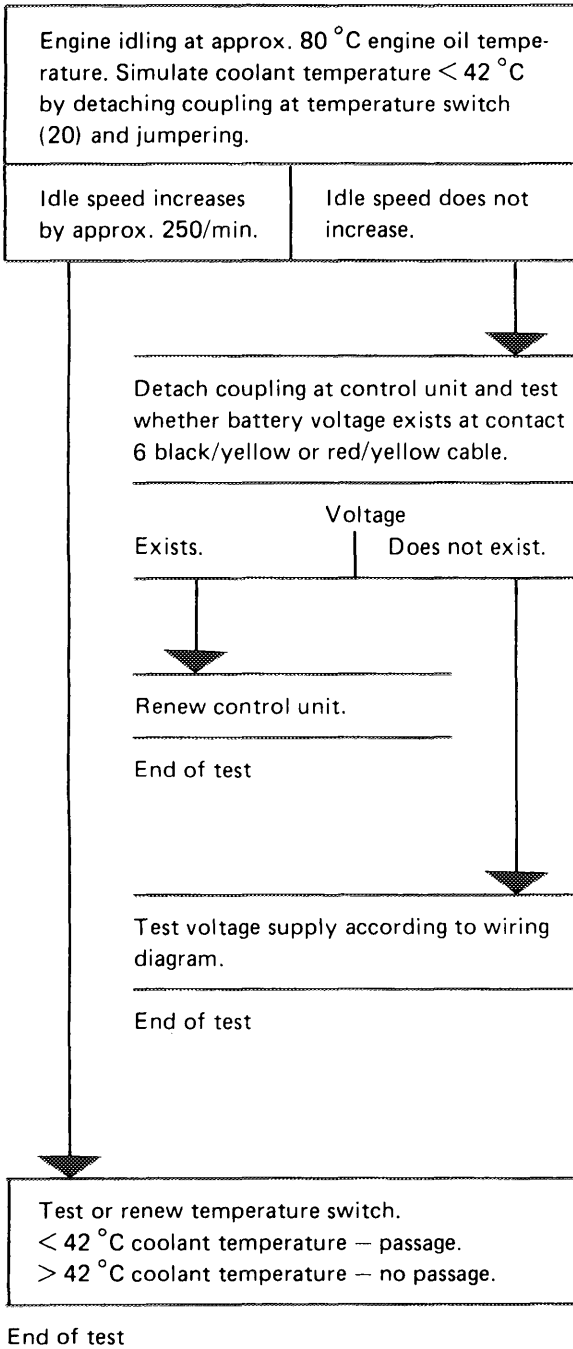 Engine idling at approx. 80 °C engine oil tempe-
rature. Simulate coolant temperature < 42 °C
by detaching coupling at temperature switch
(20) and jumpering.
Idle speed increases
by approx. 250/min.
Idle speed does not
increase.
Detach coupling at control unit and test
whether battery voltage exists at contact
6 black/yellow or red/yellow cable.
Voltage
Exists.
Does not exist.
Renew control unit.
End of test
Test voltage supply according to wiring
diagram.
End of test
Test or renew temperature switch.
< 42 °C coolant temperature — passage.
> 42 °C coolant temperature — no passage.
End of test